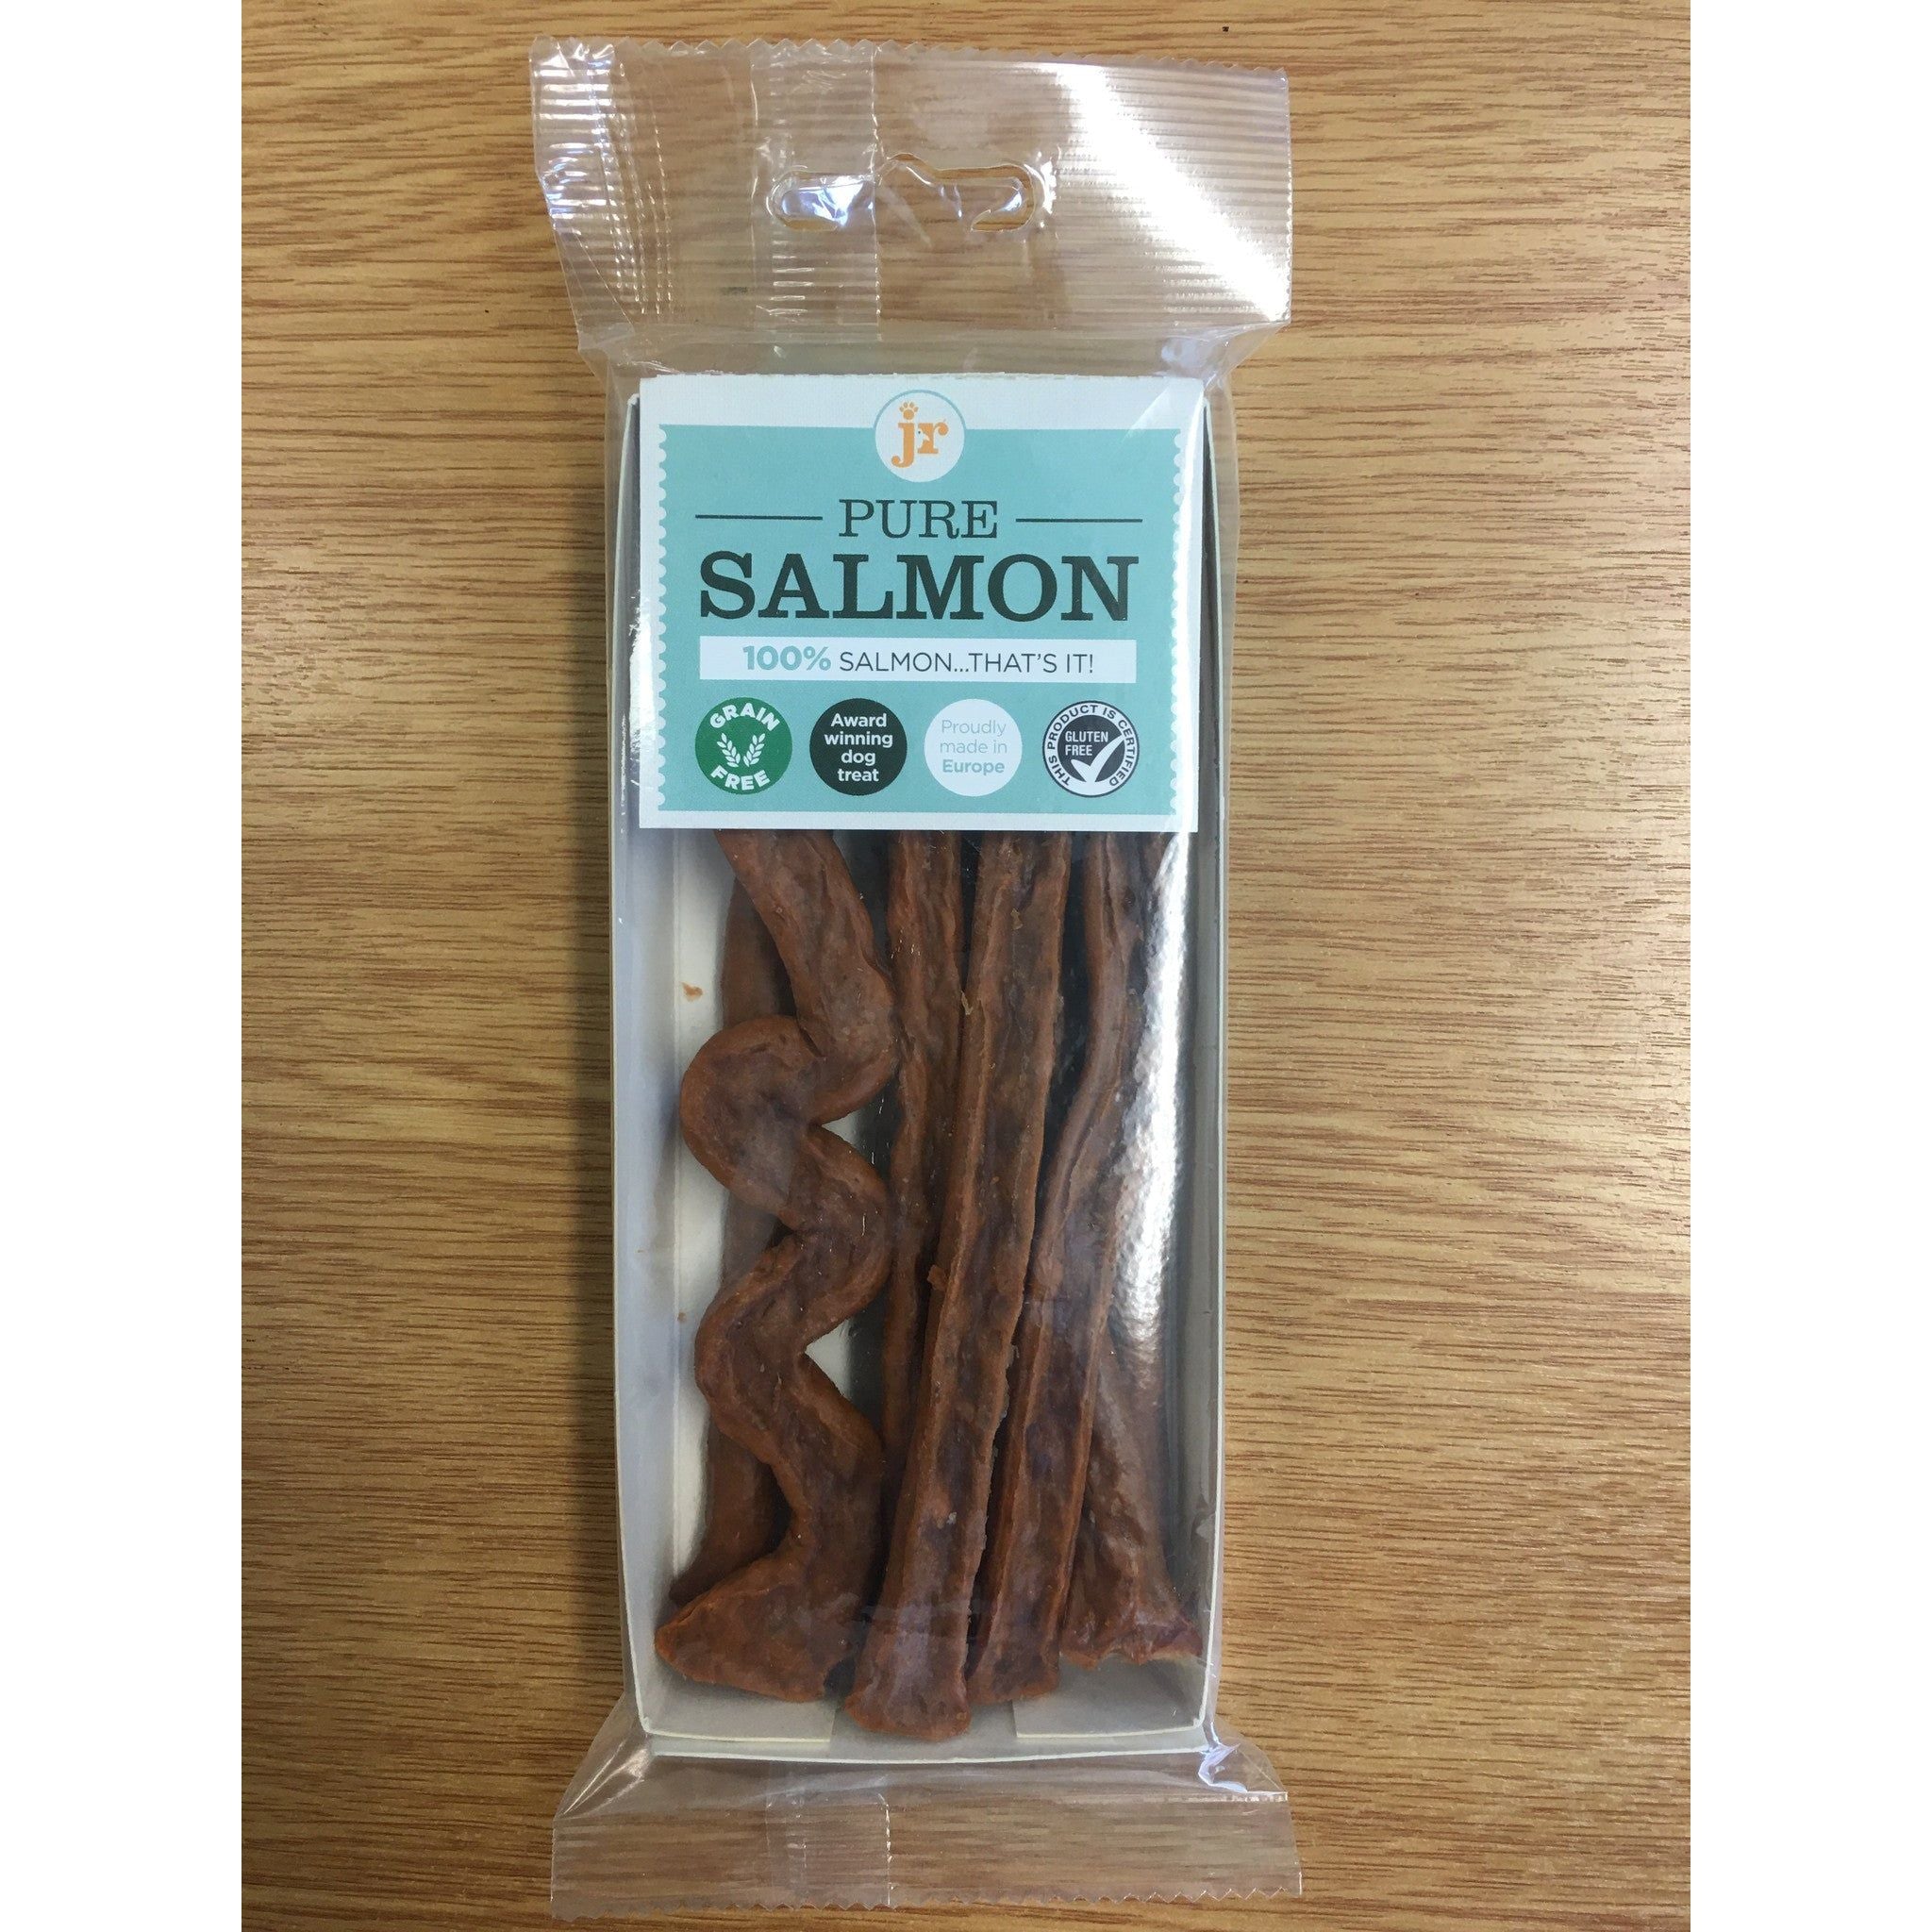 jr
PURE
SALMON
100% SALMON...THAT'S IT!
GRAIN
FREE
Award
winning
dog
treat
Proudly
made in
Europe
THIS PRODUCT IS CERTIFIED
GLUTEN
FREE